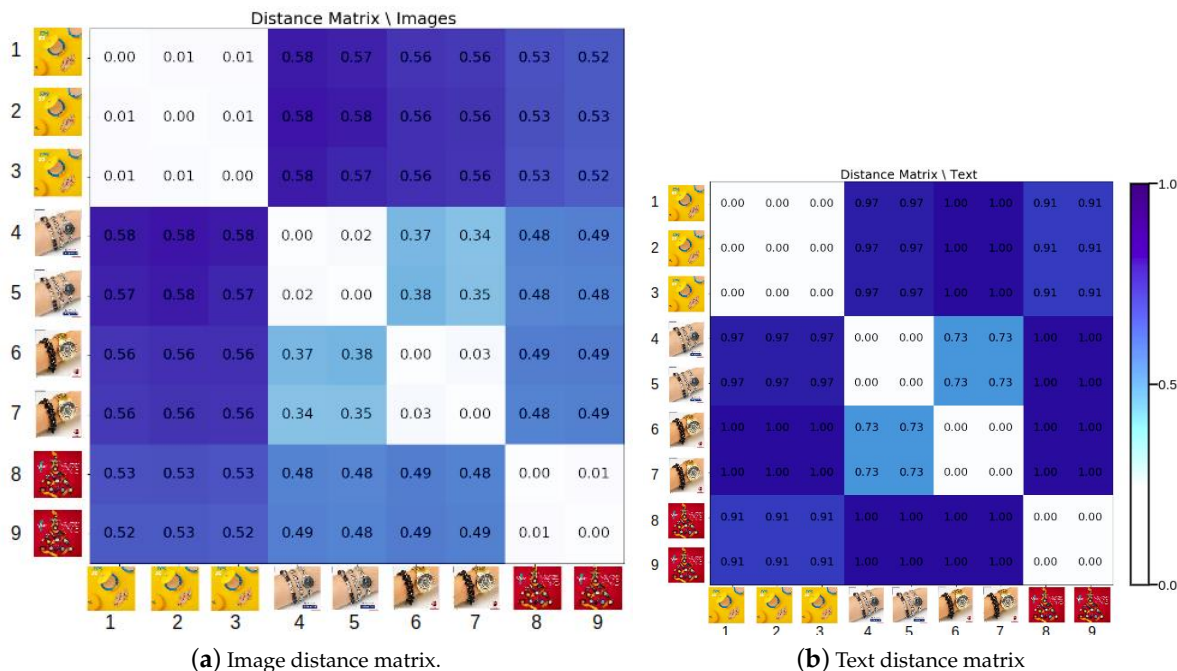 Distance Matrix \ Images
1 0.00 0.01 0.01 0.58 0.57 0.56 0.56 0.53 0.52
2 0.01 0.00 0.01 0.58 0.58 0.56 0.56 0.53 0.53
3 0.01 0.01 0.00 0.58 0.57 0.56 0.56 0.53 0.52
4 0.58 0.58 0.58 0.00 0.02 0.37 0.34 0.48 0.49
5 0.57 0.58 0.57 0.02 0.00 0.38 0.35 0.48 0.48
6 0.56 0.56 0.56 0.37 0.38 0.00 0.03 0.49 0.49
7 0.56 0.56 0.56 0.34 0.35 0.03 0.00 0.48 0.49
8 0.53 0.53 0.53 0.48 0.48 0.49 0.48 0.00 0.01
9 0.52 0.53 0.52 0.49 0.48 0.49 0.49 0.01 0.00
1 2 3 4 5 6 7 8 9
(a) Image distance matrix.
Distance Matrix \ Text
1 0.00 0.00 0.00 0.97 0.97 1.00 1.00 0.91 0.91
2 0.00 0.00 0.00 0.97 0.97 1.00 1.00 0.91 0.91
3 0.00 0.00 0.00 0.97 0.97 1.00 1.00 0.91 0.91
4 0.97 0.97 0.97 0.00 0.00 0.73 0.73 1.00 1.00
5 0.97 0.97 0.97 0.00 0.00 0.73 0.73 1.00 1.00
6 1.00 1.00 1.00 0.73 0.73 0.00 0.00 1.00 1.00
7 1.00 1.00 1.00 0.73 0.73 0.00 0.00 1.00 1.00
8 0.91 0.91 0.91 1.00 1.00 1.00 1.00 0.00 0.00
9 0.91 0.91 0.91 1.00 1.00 1.00 1.00 0.00 0.00
1 2 3 4 5 6 7 8 9
1.0
0.5
0.0
(b) Text distance matrix